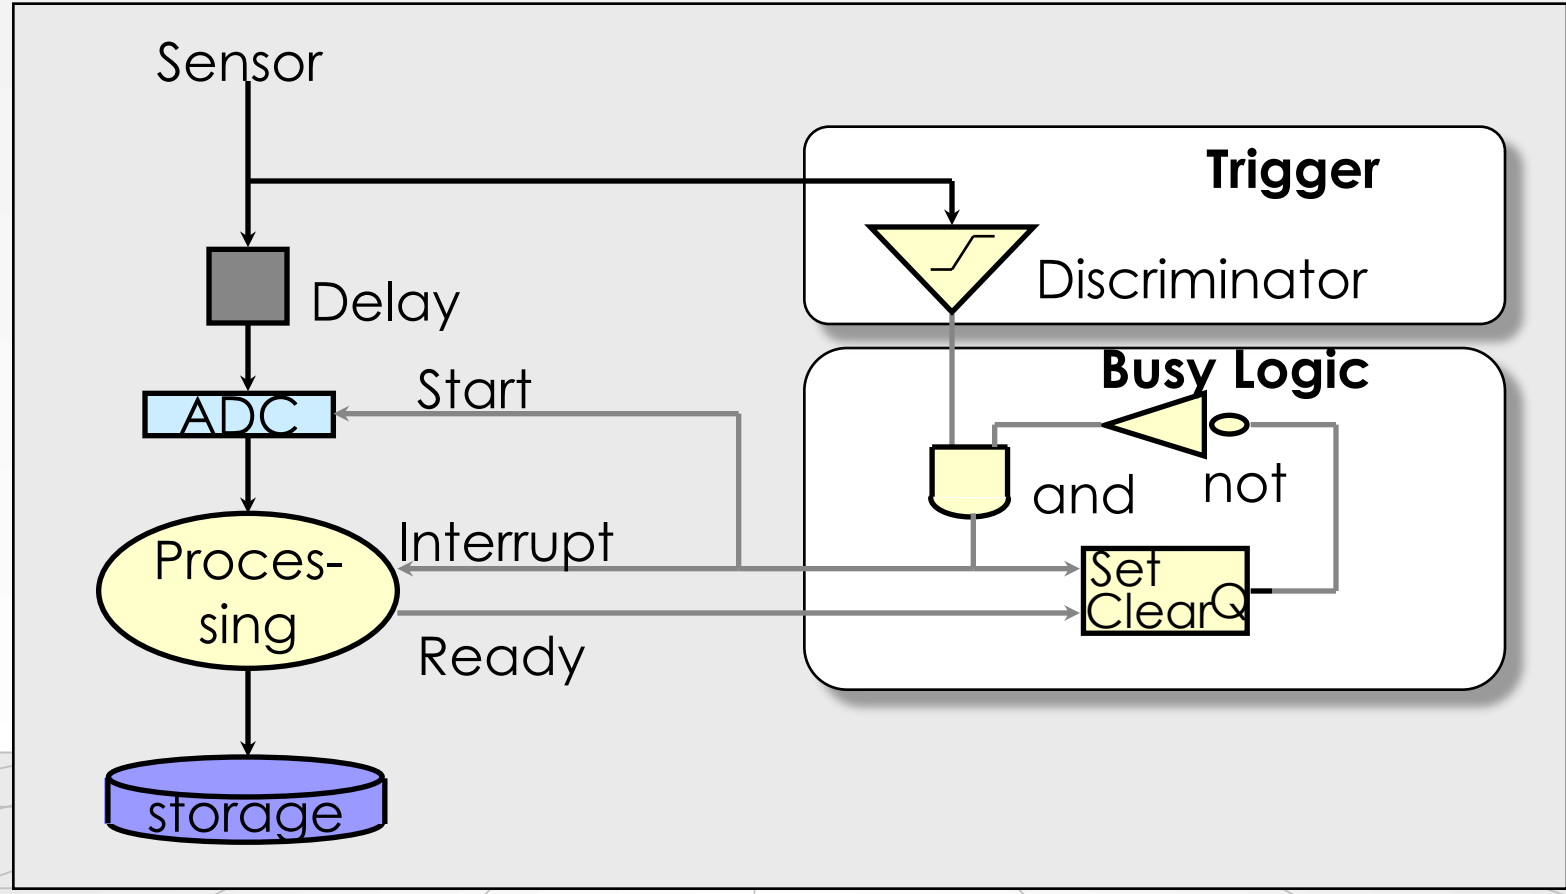 Sensor
Trigger
Discriminator
Delay
Busy Logic
Start
ADC
and
not
Interrupt
Proces-
sing
Set
Clear Q
Ready
storage